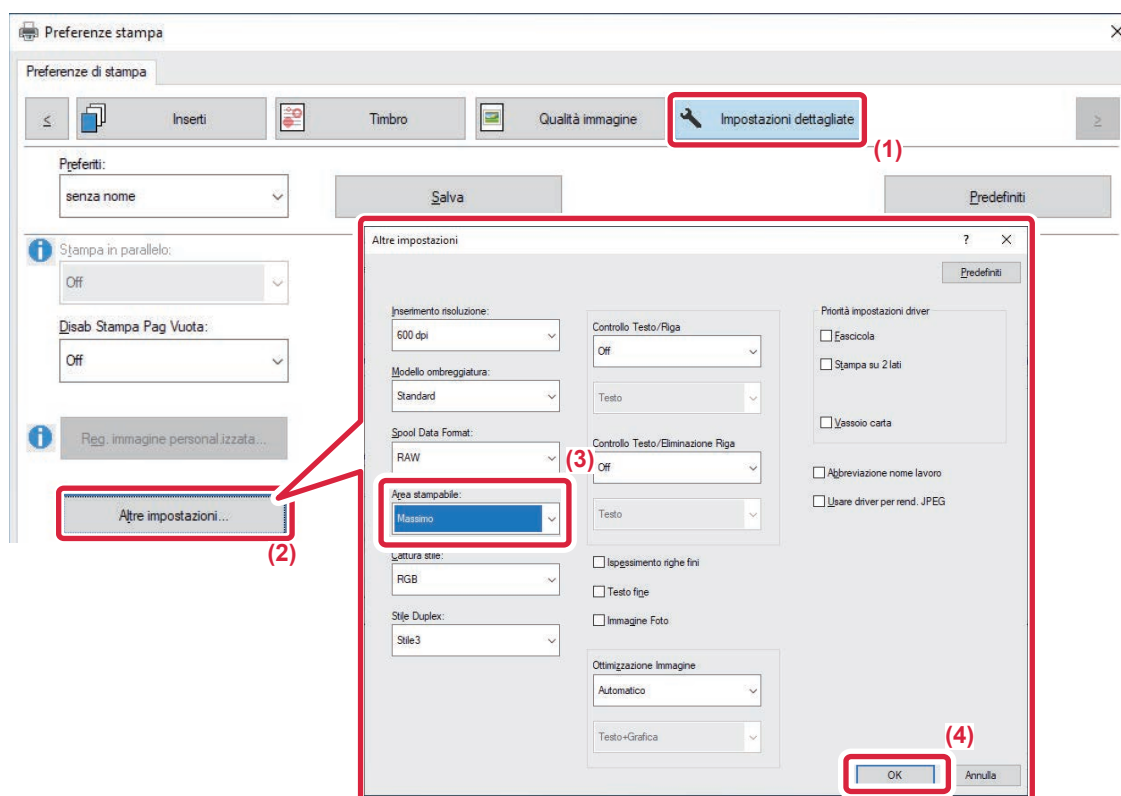 Preferenze stampa
Preferenze di stampa
< Inserti Timbro Qualità immagine Impostazioni dettagliate >
(1)
Preferiti:
senza nome Salva Predefiniti
Stampa in parallelo:
Off
Disab Stampa Pag Vuota:
Off
Reg. immagine personalizzata...
Altre impostazioni...
(2)
Altre impostazioni ? X
Predefiniti
Inserimento risoluzione:
600 dpi
Modello ombreggiatura:
Standard
Spool Data Format:
RAW
(3)
Area stampabile:
Massimo
Cattura stile:
RGB
Stile Duplex:
Stile3
Controllo Testo/Riga
Off
Testo
Controllo Testo/Eliminazione Riga
Off
Testo
Ispessimento righe fini
Testo fine
Immagine Foto
Ottimizzazione Immagine
Automatico
Testo+Grafica
Priorità impostazioni driver
Fascicola
Stampa su 2 lati
Vassoio carta
Abbreviazione nome lavoro
Usare driver per rend. JPEG
(4)
OK Annulla